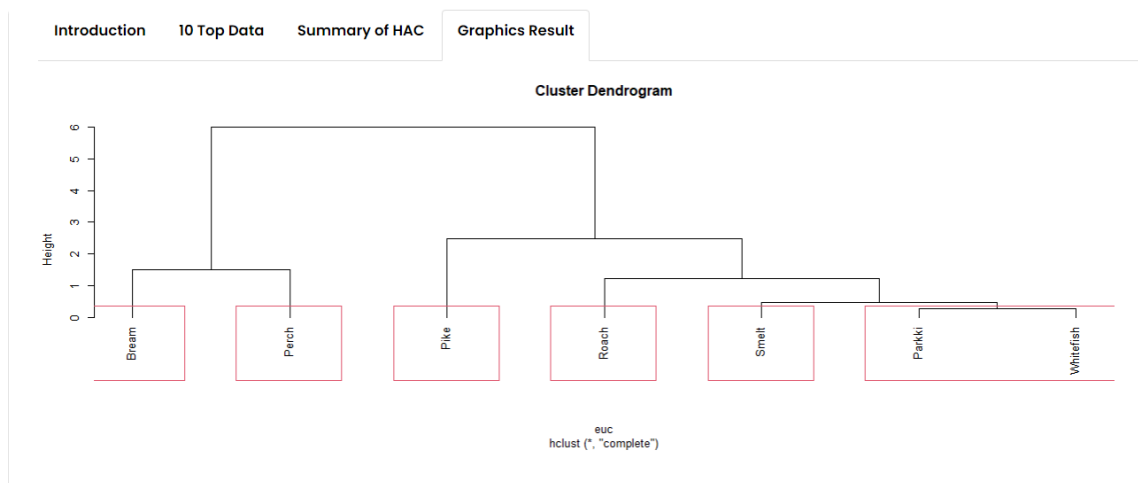 Introduction 10 Top Data Summary of HAC Graphics Result
Cluster Dendrogram
6
5
4
3
2
1
0
Height
Bream
Perch
Pike
Roach
Smelt
Parkki
Whitefish
euc
hclust (*, "complete")